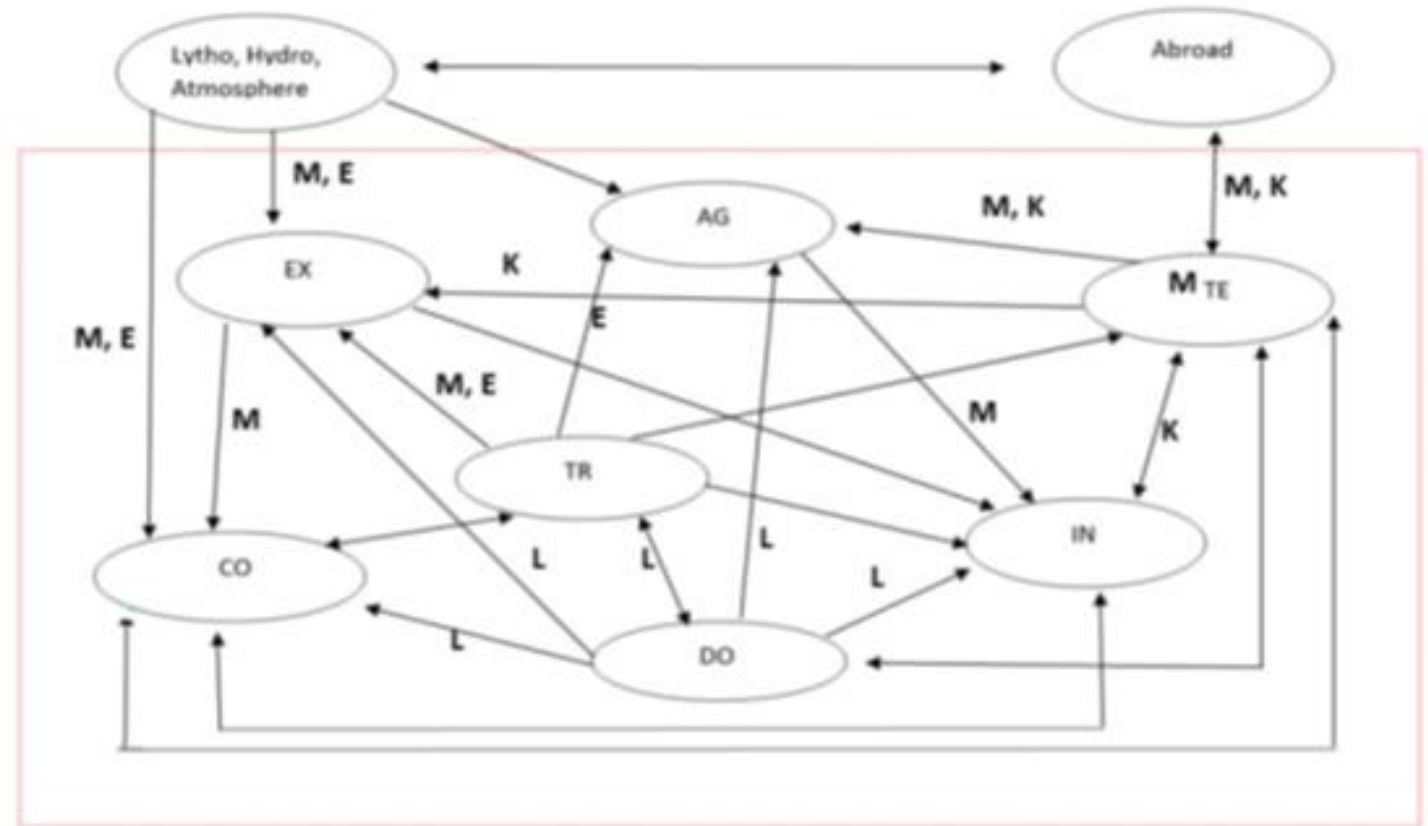 Lytho, Hydro,
Atmosphere
Abroad
M, E
M, K
M, K
AG
EX
K
M TE
E
M, E
M, E
M
M
K
TR
IN
L
L
L
CO
L
L
DO